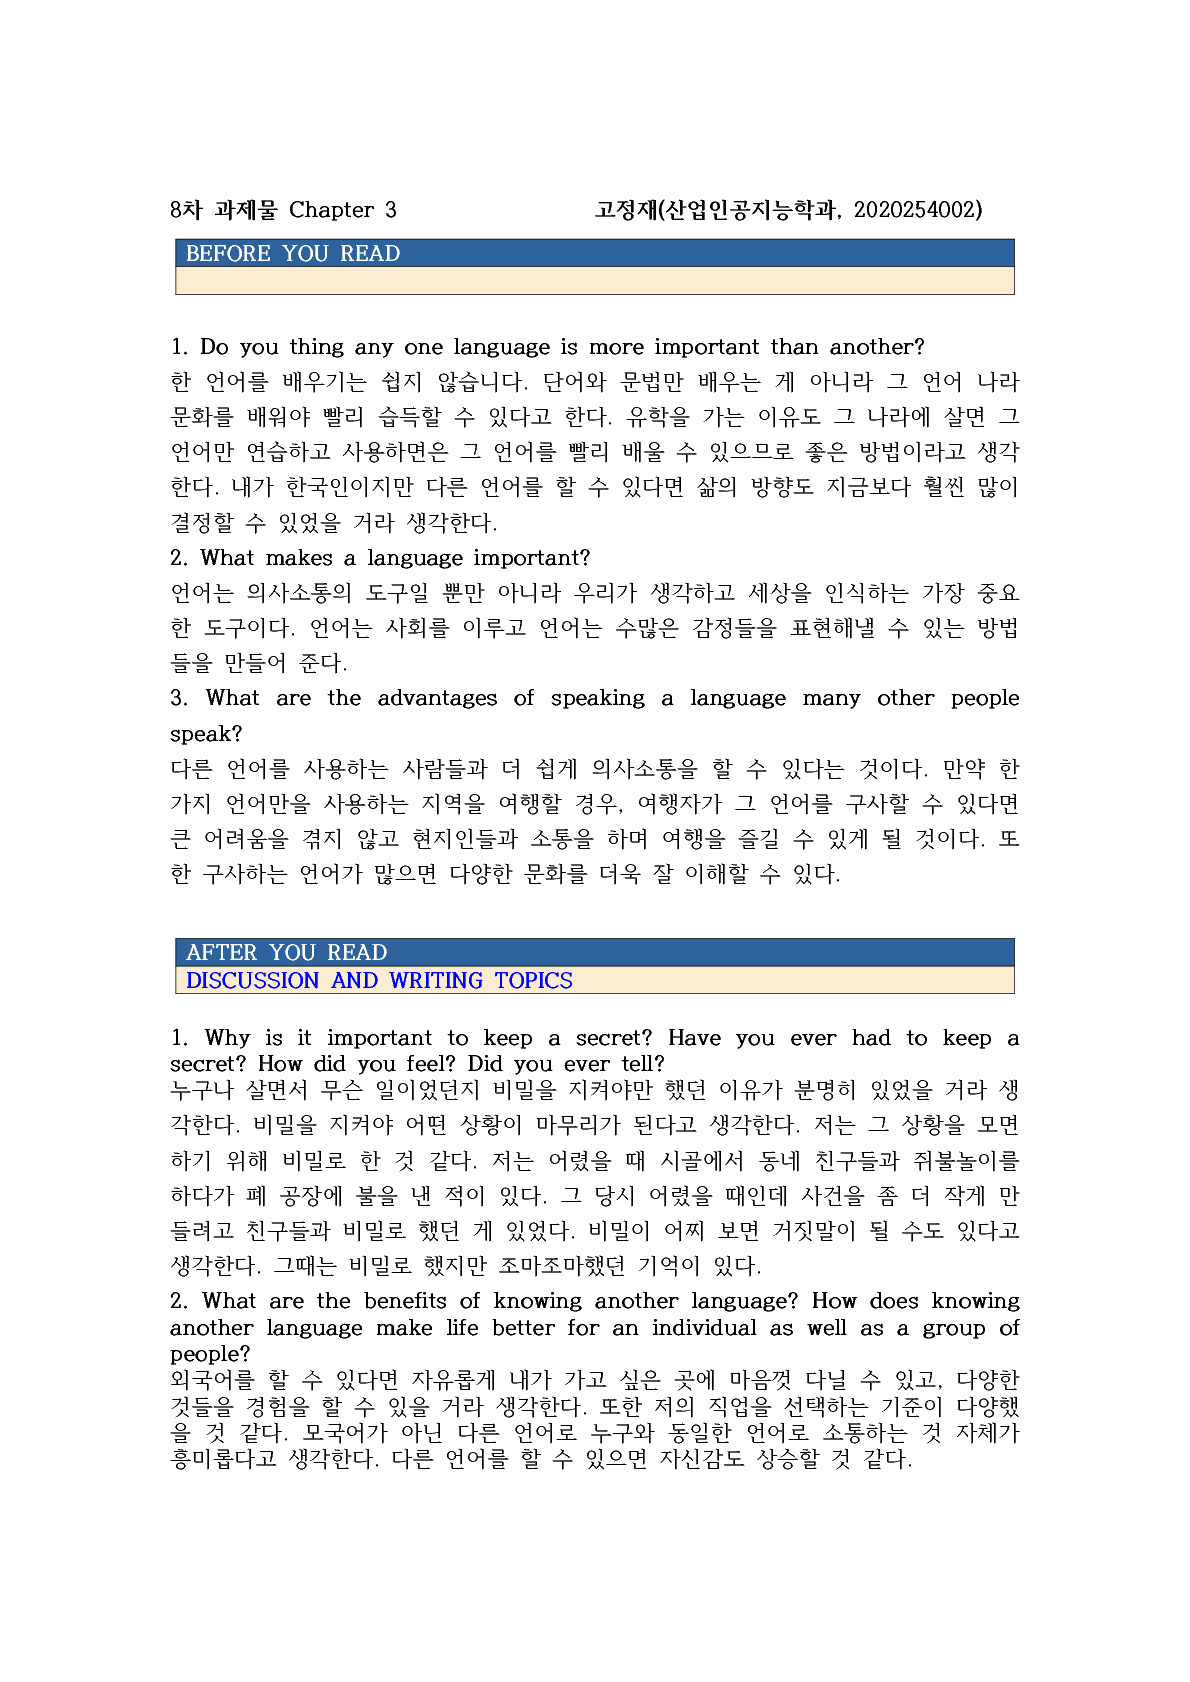 8차 과제물 Chapter 3 고정재(산업인공지능학과, 2020254002)
BEFORE YOU READ
1. Do you thing any one language is more important than another?
한 언어를 배우기는 쉽지 않습니다. 단어와 문법만 배우는 게 아니라 그 언어 나라
문화를 배워야 빨리 습득할 수 있다고 한다. 유학을 가는 이유도 그 나라에 살면 그
언어만 연습하고 사용하면은 그 언어를 빨리 배울 수 있으므로 좋은 방법이라고 생각
한다. 내가 한국인이지만 다른 언어를 할 수 있다면 삶의 방향도 지금보다 훨씬 많이
결정할 수 있었을 거라 생각한다.
2. What makes a language important?
언어는 의사소통의 도구일 뿐만 아니라 우리가 생각하고 세상을 인식하는 가장 중요
한 도구이다. 언어는 사회를 이루고 언어는 수많은 감정들을 표현해낼 수 있는 방법
들을 만들어 준다.
3. What are the advantages of speaking a language many other people
speak?
다른 언어를 사용하는 사람들과 더 쉽게 의사소통을 할 수 있다는 것이다. 만약 한
가지 언어만을 사용하는 지역을 여행할 경우, 여행자가 그 언어를 구사할 수 있다면
큰 어려움을 겪지 않고 현지인들과 소통을 하며 여행을 즐길 수 있게 될 것이다. 또
한 구사하는 언어가 많으면 다양한 문화를 더욱 잘 이해할 수 있다.
AFTER YOU READ
DISCUSSION AND WRITING TOPICS
1. Why is it important to keep a secret? Have you ever had to keep a
secret? How did you feel? Did you ever tell?
누구나 살면서 무슨 일이었던지 비밀을 지켜야만 했던 이유가 분명히 있었을 거라 생
각한다. 비밀을 지켜야 어떤 상황이 마무리가 된다고 생각한다. 저는 그 상황을 모면
하기 위해 비밀로 한 것 같다. 저는 어렸을 때 시골에서 동네 친구들과 쥐불놀이를
하다가 폐 공장에 불을 낸 적이 있다. 그 당시 어렸을 때인데 사건을 좀 더 작게 만
들려고 친구들과 비밀로 했던 게 있었다. 비밀이 어찌 보면 거짓말이 될 수도 있다고
생각한다. 그때는 비밀로 했지만 조마조마했던 기억이 있다.
2. What are the benefits of knowing another language? How does knowing
another language make life better for an individual as well as a group of
people?
외국어를 할 수 있다면 자유롭게 내가 가고 싶은 곳에 마음껏 다닐 수 있고, 다양한
것들을 경험을 할 수 있을 거라 생각한다. 또한 저의 직업을 선택하는 기준이 다양했
을 것 같다. 모국어가 아닌 다른 언어로 누구와 동일한 언어로 소통하는 것 자체가
흥미롭다고 생각한다. 다른 언어를 할 수 있으면 자신감도 상승할 것 같다.